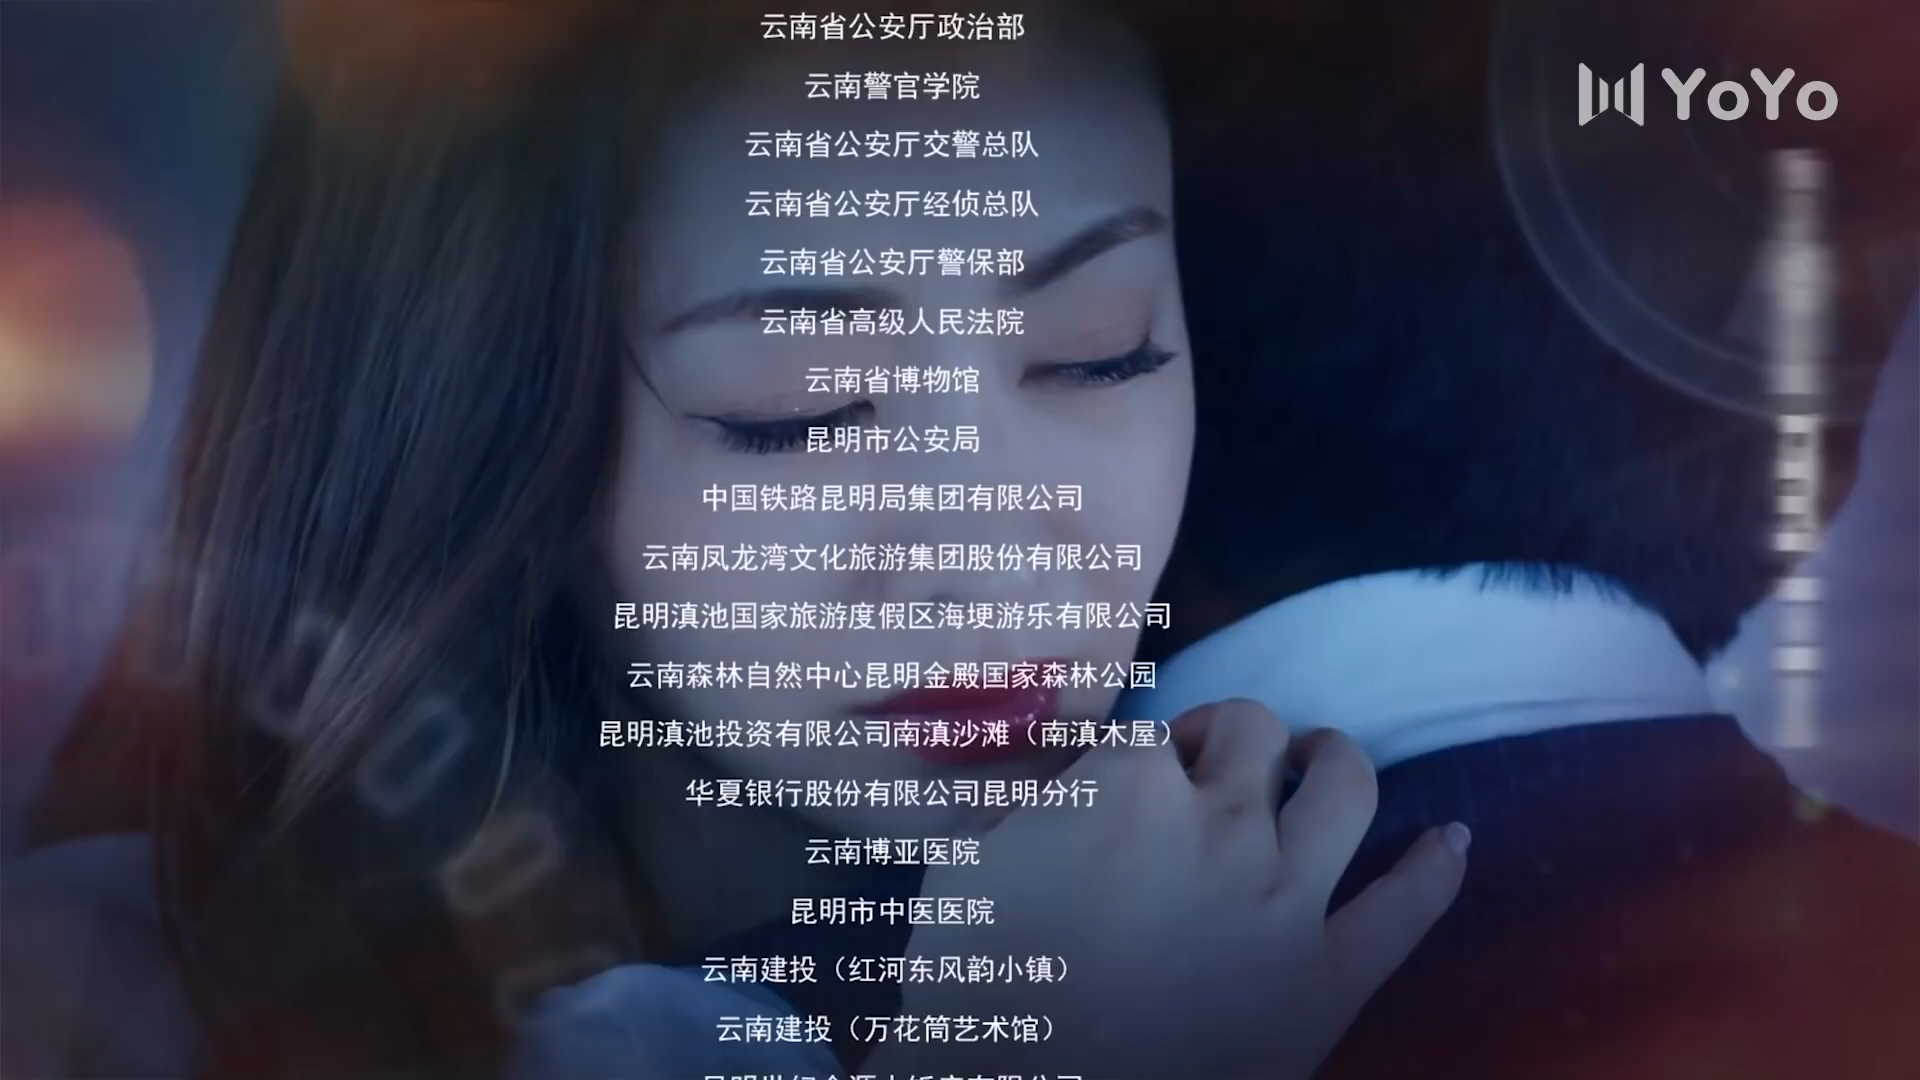 云南省公安厅政治部
YoYo
云南警官学院
云南省公安厅交警总队
云南省公安厅经侦总队
云南省公安厅警保部
云南省高级人民法院
云南省博物馆
昆明市公安局
中国铁路昆明局集团有限公司
云南凤龙湾文化旅游集团股份有限公司
昆明滇池国家旅游度假区海埂游乐有限公司
云南森林自然中心昆明金殿国家森林公园
昆明滇池投资有限公司南滇沙滩（南滇木屋）
华夏银行股份有限公司昆明分行
云南博亚医院
昆明市中医医院
云南建投（红河东风韵小镇）
云南建投（万花筒艺术馆）